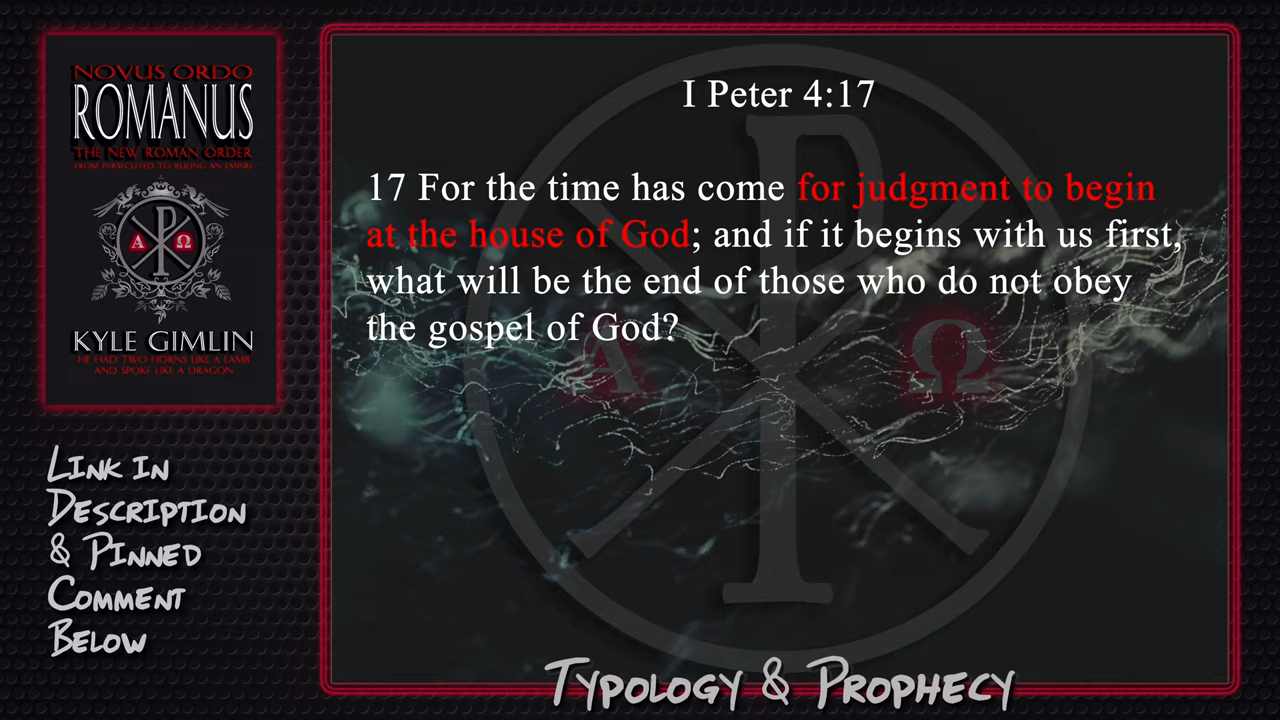 NOVUS ORDO
ROMANUS
THE NEW ROMAN ORDER
FROM PERSECUTED TO RULING AN EMPIRE
Α Ω
KYLE GIMLIN
HE HAD TWO HORNS LIKE A LAMB
AND SPOKE LIKE A DRAGON
LINK IN
DESCRIPTION
& PINNED
COMMENT
BELOW
I Peter 4:17
17 For the time has come for judgment to begin
at the house of God; and if it begins with us first,
what will be the end of those who do not obey
the gospel of God?
Α Ω
TYPOLOGY & PROPHECY